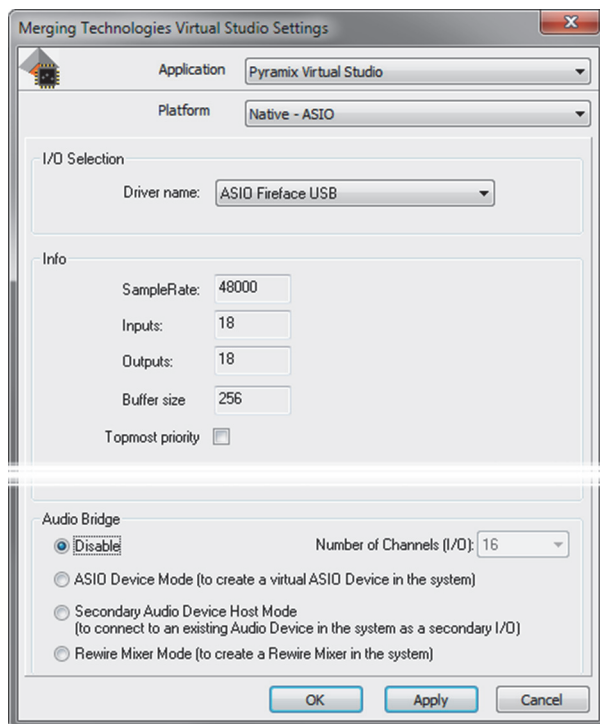 Merging Technologies Virtual Studio Settings
Application Pyramix Virtual Studio
Platform Native - ASIO
I/O Selection
Driver name: ASIO Fireface USB
Info
SampleRate: 48000
Inputs: 18
Outputs: 18
Buffer size 256
Topmost priority
Audio Bridge
Disable Number of Channels (I/O): 16
ASIO Device Mode (to create a virtual ASIO Device in the system)
Secondary Audio Device Host Mode
(to connect to an existing Audio Device in the system as a secondary I/O)
Rewire Mixer Mode (to create a Rewire Mixer in the system)
OK Apply Cancel